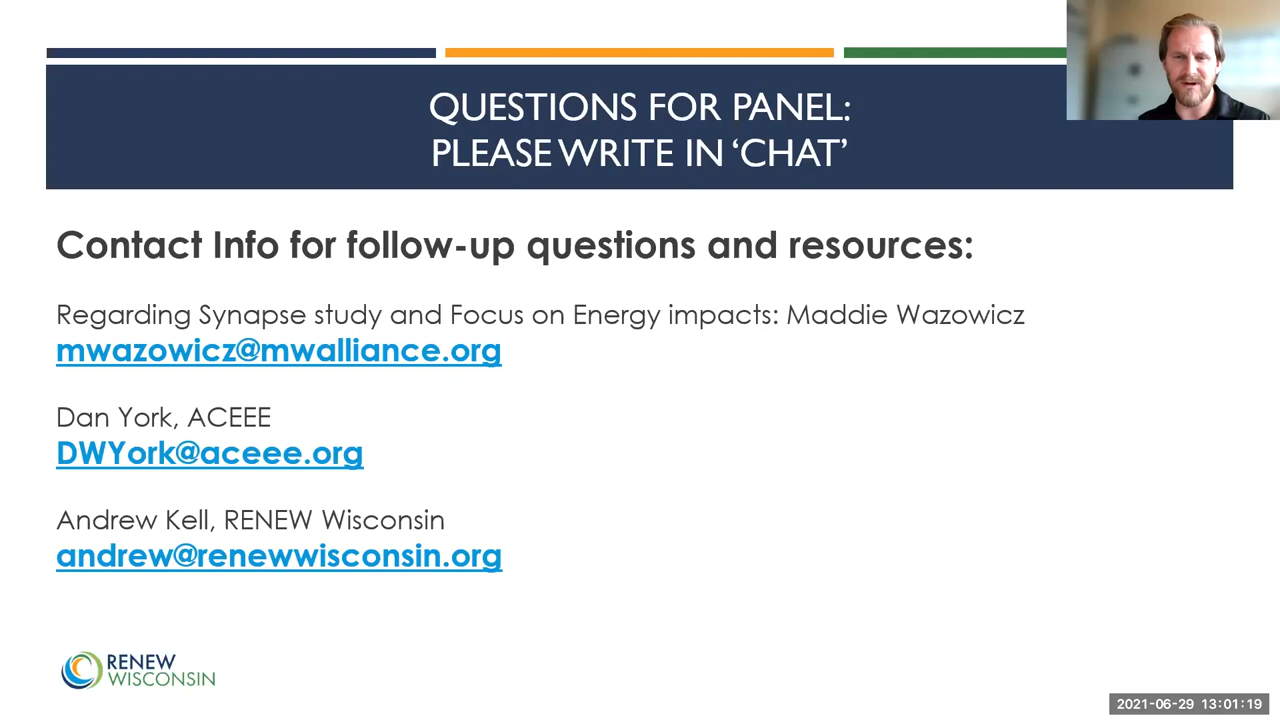 QUESTIONS FOR PANEL:
PLEASE WRITE IN ‘CHAT’
Contact Info for follow-up questions and resources:
Regarding Synapse study and Focus on Energy impacts: Maddie Wazowicz
mwazowicz@mwalliance.org
Dan York, ACEEE
DWYork@aceee.org
Andrew Kell, RENEW Wisconsin
andrew@renewwisconsin.org
RENEW
WISCONSIN
2021-06-29 13:01:19